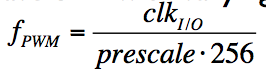 f_PWM = clk_I/O / prescale·256